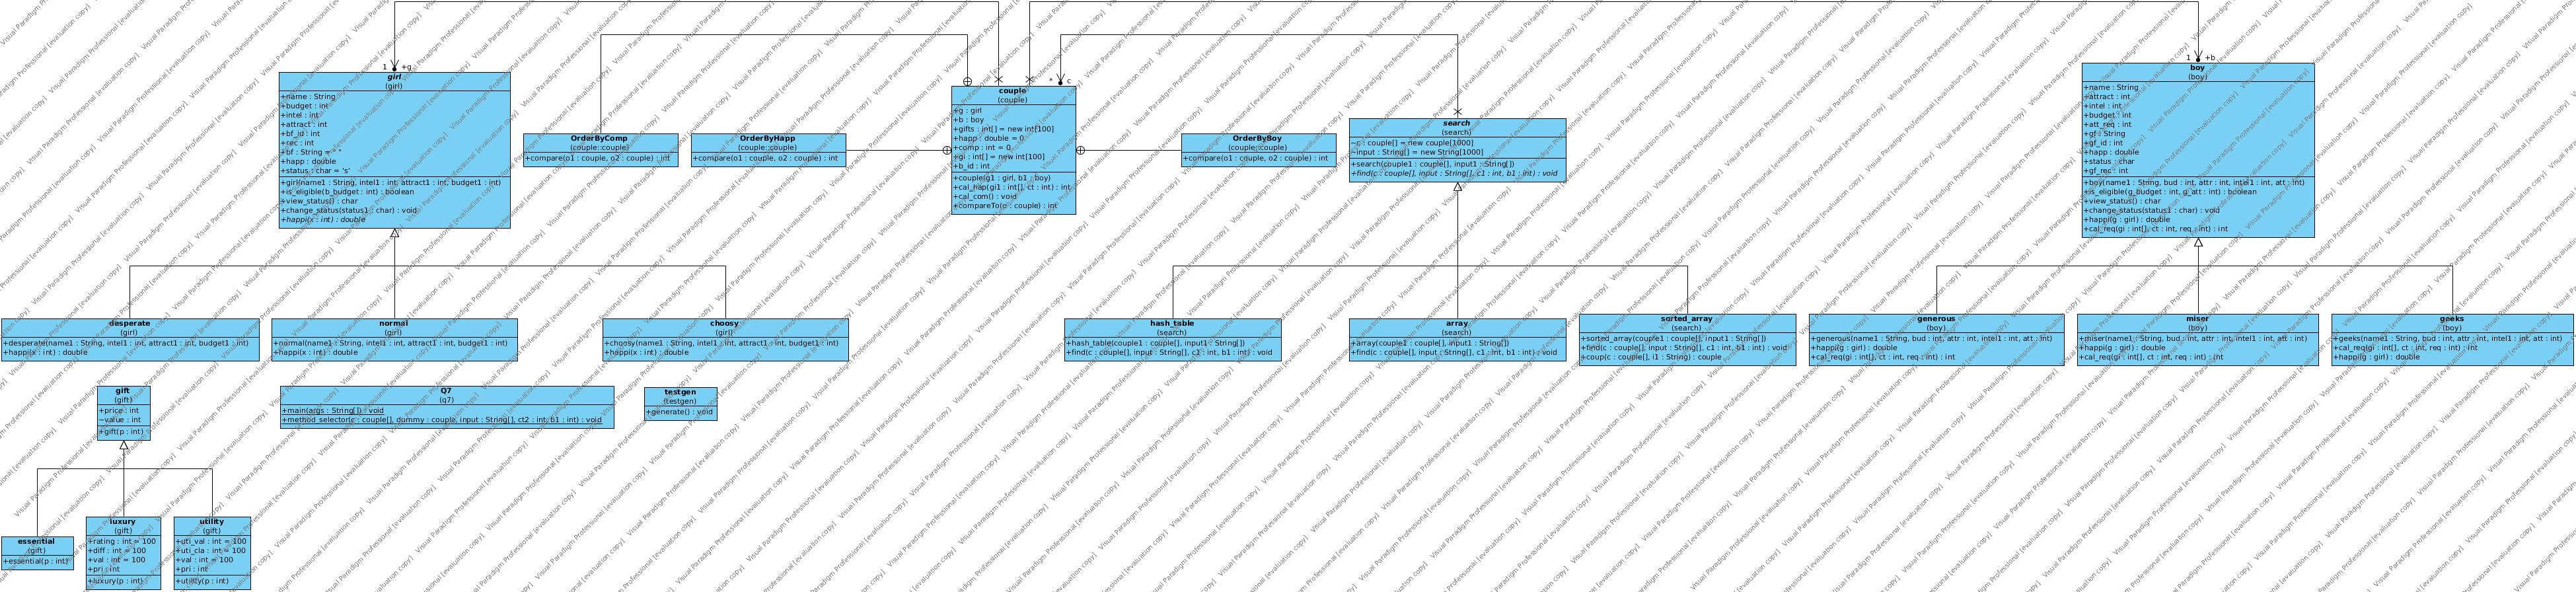 1 +g
girl
(girl)
+name : String
+budget : int
+intel : int
+attract : int
+bf_id : int
+rec : int
+bf : String = " "
+happ : double
+status : char = 's'
+girl(name1 : String, intel1 : int, attract1 : int, budget1 : int)
+is_eligible(b_budget : int) : boolean
+view_status() : char
+change_status(status1 : char) : void
+happi(x : int) : double
OrderByComp
(couple::couple)
+compare(o1 : couple, o2 : couple) : int
OrderByHapp
(couple::couple)
+compare(o1 : couple, o2 : couple) : int
* c
couple
(couple)
+g : girl
+b : boy
+gifts : int[] = new int[100]
+happ : double = 0
+comp : int = 0
+gi : int[] = new int[100]
+b_id : int
+couple(g1 : girl, b1 : boy)
+cal_hap(gi1 : int[], ct : int) : int
+cal_com() : void
+compareTo(o : couple) : int
OrderByBoy
(couple::couple)
+compare(o1 : couple, o2 : couple) : int
search
(search)
~c : couple[] = new couple[1000]
~input : String[] = new String[1000]
+search(couple1 : couple[], input1 : String[])
+find(c : couple[], input : String[], c1 : int, b1 : int) : void
1 +b
boy
(boy)
+name : String
+attract : int
+intel : int
+budget : int
+att_req : int
+gf : String
+gf_id : int
+happ : double
+status : char
+gf_rec : int
+boy(name1 : String, bud : int, attr : int, intel1 : int, att : int)
+is_eligible(g_budget : int, g_att : int) : boolean
+view_status() : char
+change_status(status1 : char) : void
+happi(g : girl) : double
+cal_req(gi : int[], ct : int, req : int) : int
desperate
(girl)
+desperate(name1 : String, intel1 : int, attract1 : int, budget1 : int)
+happi(x : int) : double
normal
(girl)
+normal(name1 : String, intel1 : int, attract1 : int, budget1 : int)
+happi(x : int) : double
choosy
(girl)
+choosy(name1 : String, intel1 : int, attract1 : int, budget1 : int)
+happi(x : int) : double
hash_table
(search)
+hash_table(couple1 : couple[], input1 : String[])
+find(c : couple[], input : String[], c1 : int, b1 : int) : void
array
(search)
+array(couple1 : couple[], input1 : String[])
+find(c : couple[], input : String[], c1 : int, b1 : int) : void
sorted_array
(search)
+sorted_array(couple1 : couple[], input1 : String[])
+find(c : couple[], input : String[], c1 : int, b1 : int) : void
+coup(c : couple[], i1 : String) : couple
generous
(boy)
+generous(name1 : String, bud : int, attr : int, intel1 : int, att : int)
+happi(g : girl) : double
+cal_req(gi : int[], ct : int, req : int) : int
miser
(boy)
+miser(name1 : String, bud : int, attr : int, intel1 : int, att : int)
+happi(g : girl) : double
+cal_req(gi : int[], ct : int, req : int) : int
geeks
(boy)
+geeks(name1 : String, bud : int, attr : int, intel1 : int, att : int)
+cal_req(gi : int[], ct : int, req : int) : int
+happi(g : girl) : double
gift
(gift)
+price : int
~value : int
+gift(p : int)
Q7
(q7)
+main(args : String[]) : void
+method_selector(c : couple[], dummy : couple, input : String[], ct2 : int, b1 : int) : void
testgen
(testgen)
+generate() : void
essential
(gift)
+essential(p : int)
luxury
(gift)
+rating : int = 100
+diff : int = 100
+val : int = 100
+pri : int
+luxury(p : int)
utility
(gift)
+uti_val : int = 100
+uti_cla : int = 100
+val : int = 100
+pri : int
+utility(p : int)
Visual Paradigm Professional [evaluation copy]